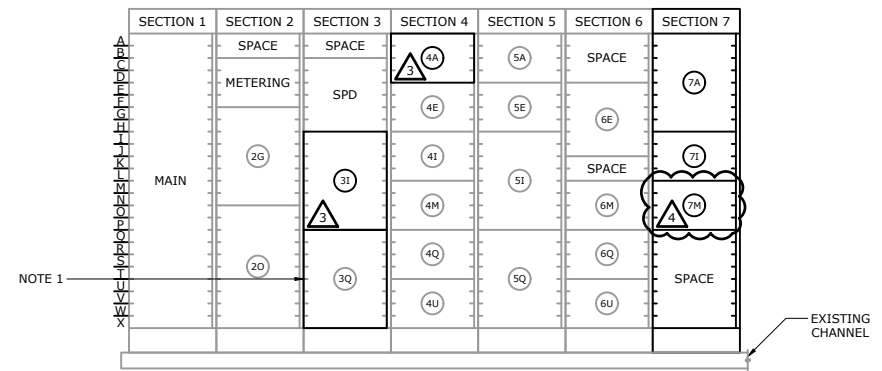 SECTION 1 SECTION 2 SECTION 3 SECTION 4 SECTION 5 SECTION 6 SECTION 7
A
B
C
D
E
F
G
H
I
J
K
L
M
N
O
P
Q
R
S
T
U
V
W
X
MAIN
SPACE
METERING
2G
2O
SPACE
SPD
3I
3
3Q
4A
3
4E
4I
4M
4Q
4U
5A
5E
5I
5Q
SPACE
6E
SPACE
6M
6Q
6U
7A
7I
7M
4
SPACE
NOTE 1
EXISTING
CHANNEL